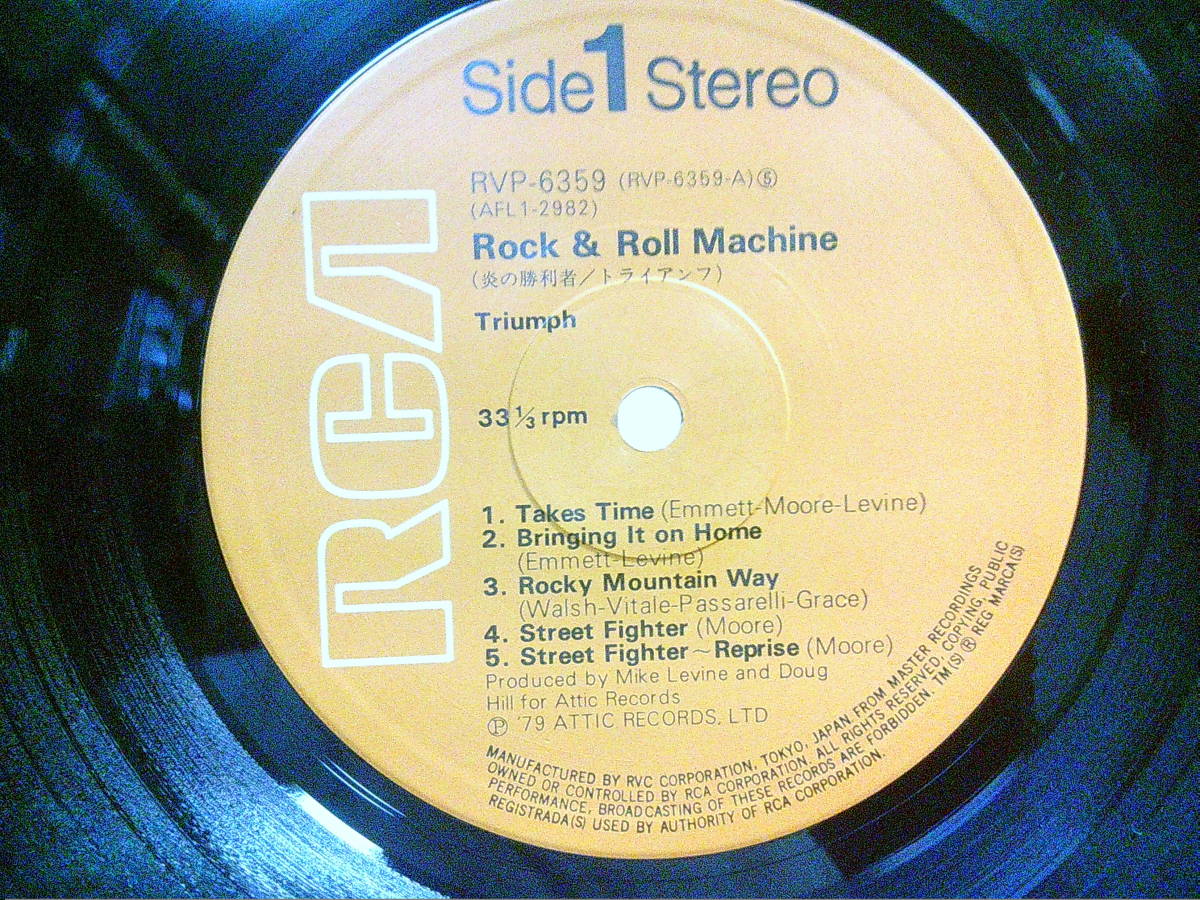 Side 1 Stereo
RVP-6359 (RVP-6359-A) Ⓢ
(AFL1-2982)
Rock & Roll Machine
(炎の勝利者／トライアンフ)
Triumph
33 1/3 rpm
RCA
1. Takes Time (Emmett-Moore-Levine)
2. Bringing It on Home
(Emmett-Levine)
3. Rocky Mountain Way
(Walsh-Vitale-Passarelli-Grace)
4. Street Fighter (Moore)
5. Street Fighter~Reprise (Moore)
Produced by Mike Levine and Doug
Hill for Attic Records
Ⓟ '79 ATTIC RECORDS, LTD
MANUFACTURED BY RVC CORPORATION, TOKYO, JAPAN, FROM MASTER RECORDINGS
OWNED OR CONTROLLED BY RCA CORPORATION, ALL RIGHTS RESERVED; COPYING, PUBLIC
PERFORMANCE, BROADCASTING OF THESE RECORDS ARE FORBIDDEN. TM(S) ® REG MARCA(S)
REGISTRADA(S) USED BY AUTHORITY OF RCA CORPORATION.